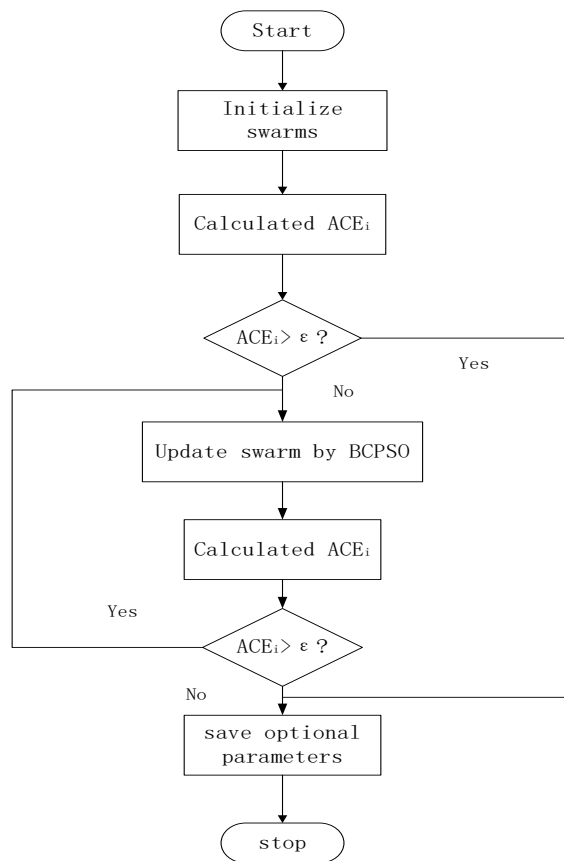 Start
Initialize
swarms
Calculated ACEᵢ
ACEᵢ> ε ?
Yes
No
Update swarm by BCPSO
Calculated ACEᵢ
Yes
ACEᵢ> ε ?
No
save optional
parameters
stop